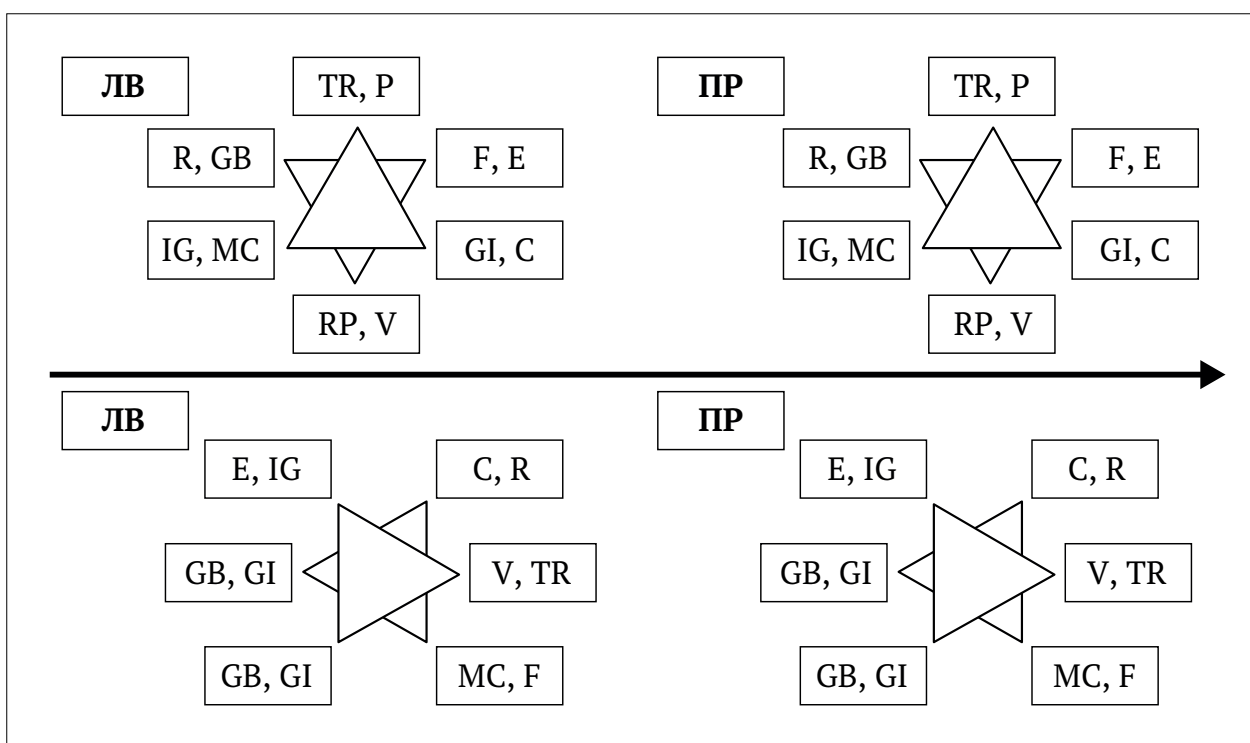 ЛВ
TR, P
R, GB
F, E
IG, MC
GI, C
RP, V
ПР
TR, P
R, GB
F, E
IG, MC
GI, C
RP, V
ЛВ
E, IG
C, R
GB, GI
V, TR
GB, GI
MC, F
ПР
E, IG
C, R
GB, GI
V, TR
GB, GI
MC, F